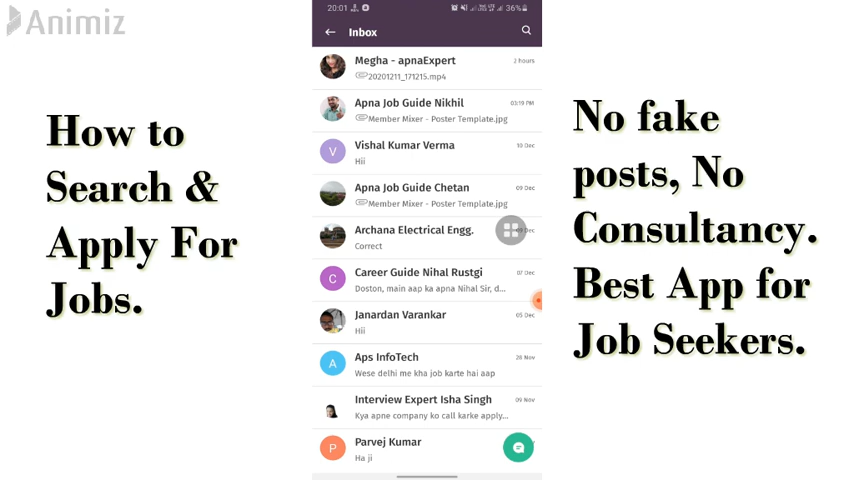 Animiz
How to
Search &
Apply For
Jobs.
20:01
36%
Inbox
Megha - apnaExpert
2 hours
20201211_171215.mp4
Apna Job Guide Nikhil
03:19 PM
Member Mixer - Poster Template.jpg
V
Vishal Kumar Verma
10 Dec
Hii
Apna Job Guide Chetan
09 Dec
Member Mixer - Poster Template.jpg
Archana Electrical Engg.
Dec
Correct
C
Career Guide Nihal Rustgi
07 Dec
Doston, main aap ka apna Nihal Sir, d...
Janardan Varankar
05 Dec
Hii
A
Aps InfoTech
28 Nov
Wese delhi me kha job karte hai aap
Interview Expert Isha Singh
09 Nov
Kya apne company ko call karke apply...
P
Parvej Kumar
Ha ji
No fake
posts, No
Consultancy.
Best App for
Job Seekers.